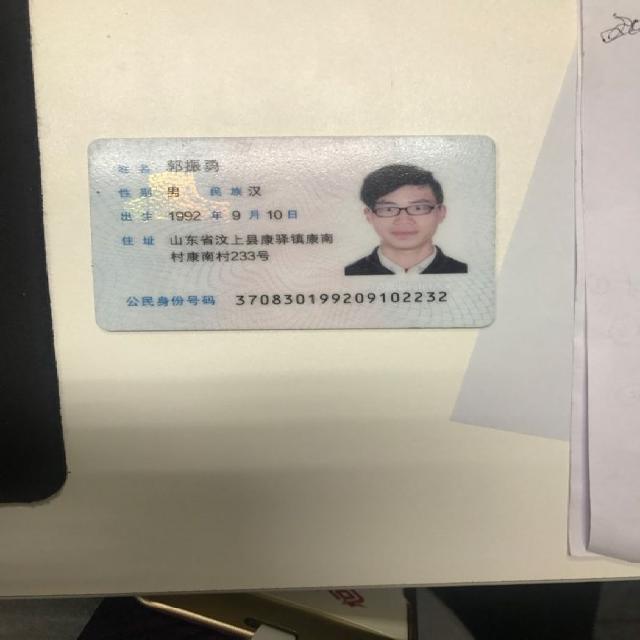 姓名 郭振勇
性别 男 民族 汉
出生 1992 年 9 月 10 日
住址 山东省汶上县康驿镇康南
村康南村233号
公民身份号码 370830199209102232